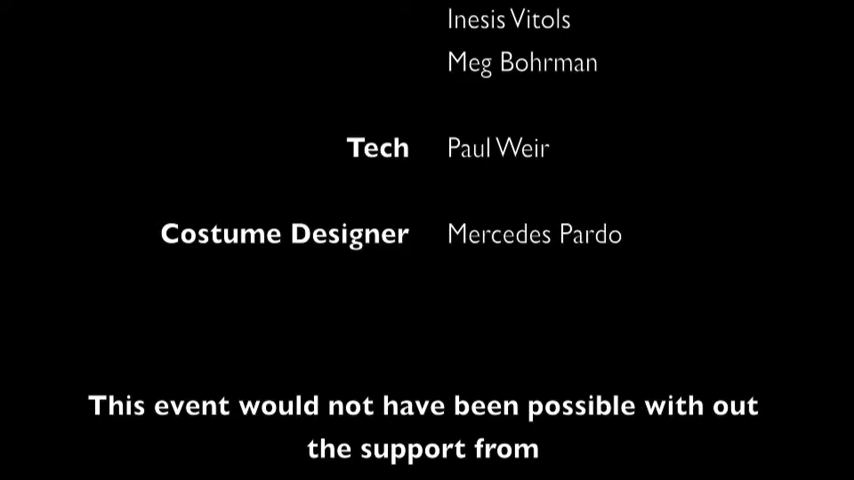 Inesis Vitols
Meg Bohrman
Tech Paul Weir
Costume Designer Mercedes Pardo
This event would not have been possible with out
the support from